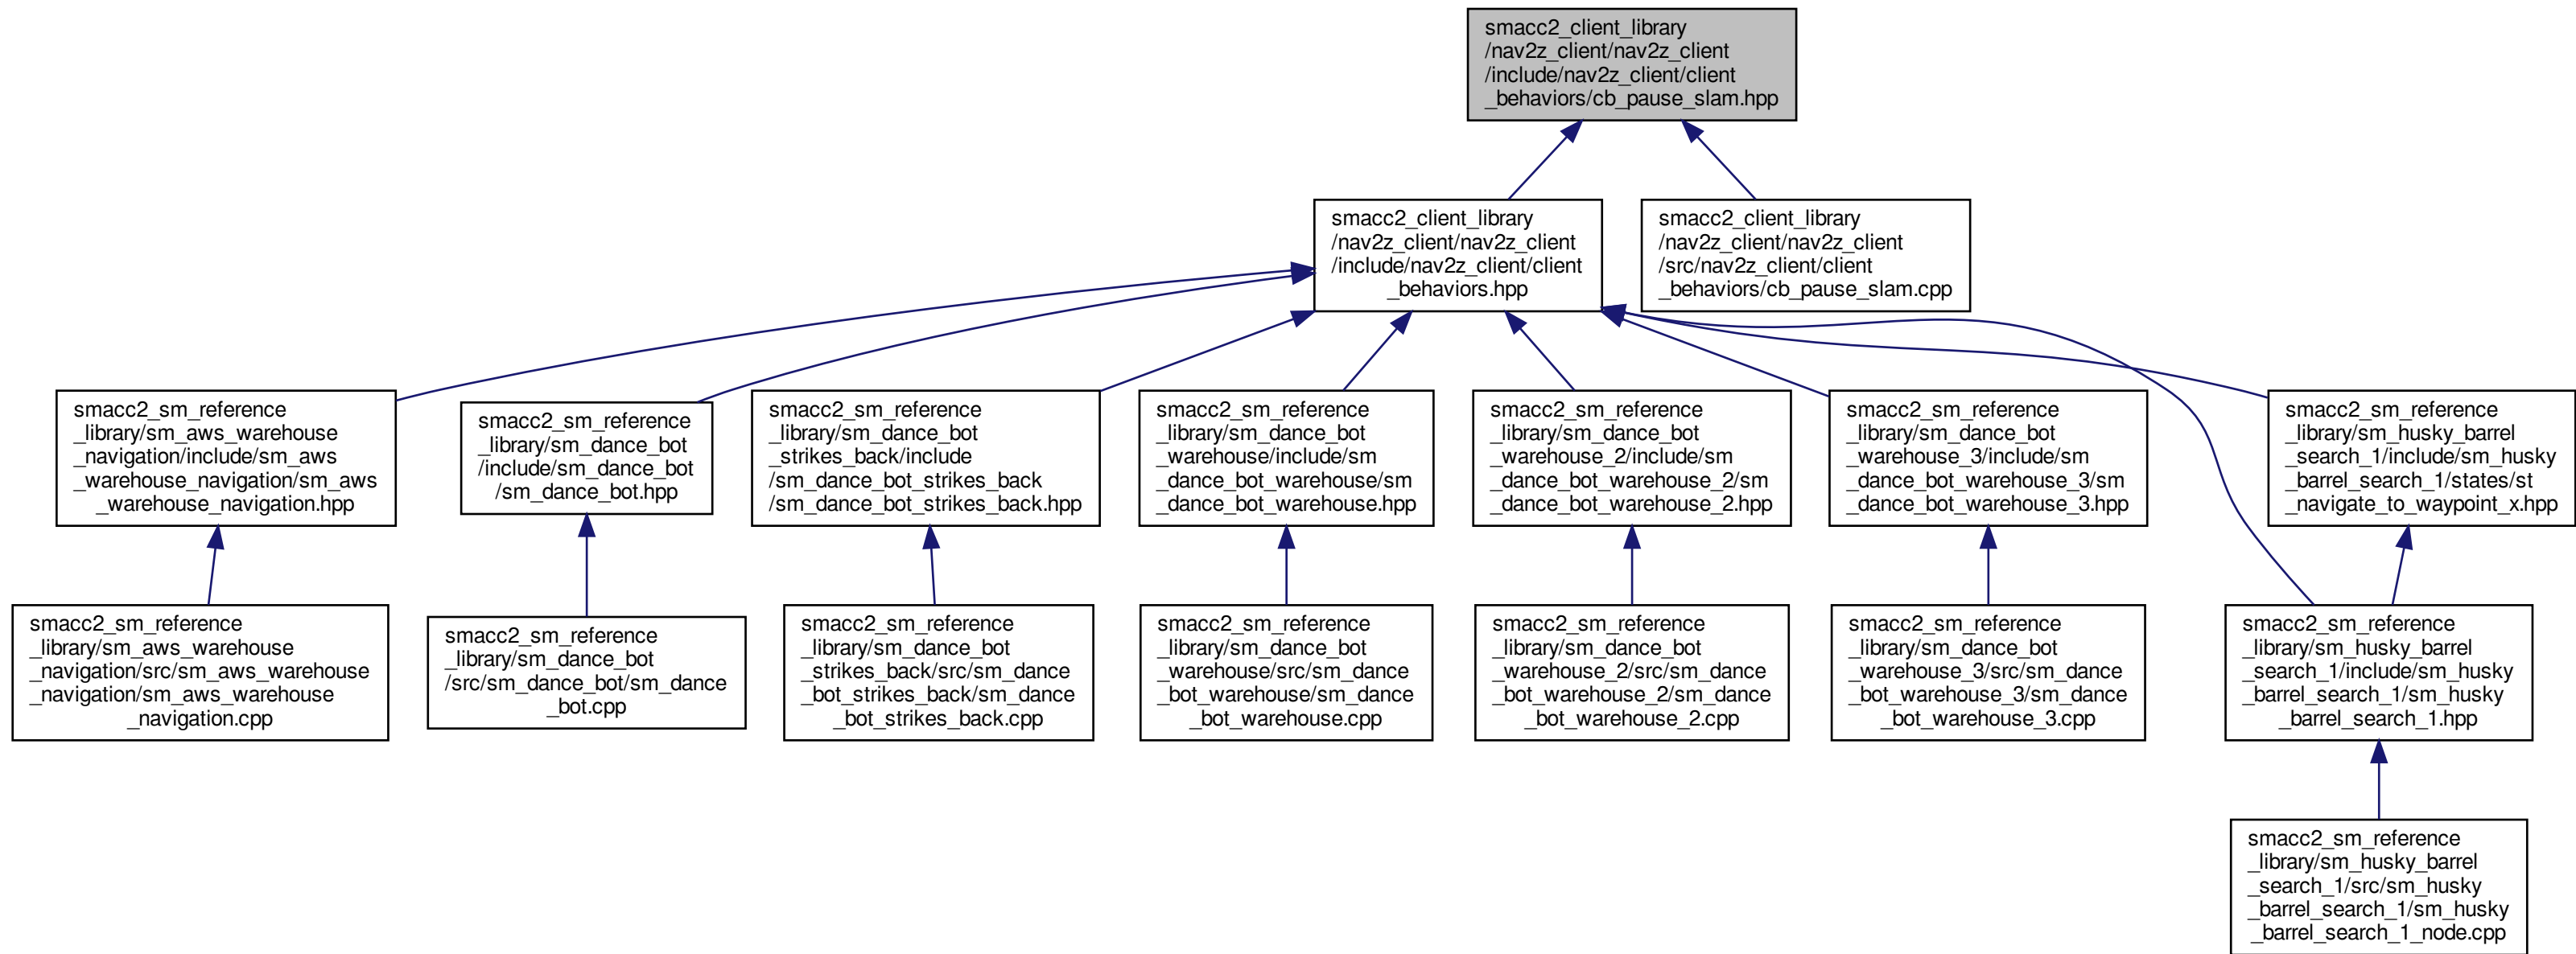 smacc2_client_library
/nav2z_client/nav2z_client
/include/nav2z_client/client
_behaviors/cb_pause_slam.hpp
smacc2_client_library
/nav2z_client/nav2z_client
/include/nav2z_client/client
_behaviors.hpp
smacc2_client_library
/nav2z_client/nav2z_client
/src/nav2z_client/client
_behaviors/cb_pause_slam.cpp
smacc2_sm_reference
_library/sm_aws_warehouse
_navigation/include/sm_aws
_warehouse_navigation/sm_aws
_warehouse_navigation.hpp
smacc2_sm_reference
_library/sm_dance_bot
/include/sm_dance_bot
/sm_dance_bot.hpp
smacc2_sm_reference
_library/sm_dance_bot
_strikes_back/include
/sm_dance_bot_strikes_back
/sm_dance_bot_strikes_back.hpp
smacc2_sm_reference
_library/sm_dance_bot
_warehouse/include/sm
_dance_bot_warehouse/sm
_dance_bot_warehouse.hpp
smacc2_sm_reference
_library/sm_dance_bot
_warehouse_2/include/sm
_dance_bot_warehouse_2/sm
_dance_bot_warehouse_2.hpp
smacc2_sm_reference
_library/sm_dance_bot
_warehouse_3/include/sm
_dance_bot_warehouse_3/sm
_dance_bot_warehouse_3.hpp
smacc2_sm_reference
_library/sm_husky_barrel
_search_1/include/sm_husky
_barrel_search_1/states/st
_navigate_to_waypoint_x.hpp
smacc2_sm_reference
_library/sm_aws_warehouse
_navigation/src/sm_aws_warehouse
_navigation/sm_aws_warehouse
_navigation.cpp
smacc2_sm_reference
_library/sm_dance_bot
/src/sm_dance_bot/sm_dance
_bot.cpp
smacc2_sm_reference
_library/sm_dance_bot
_strikes_back/src/sm_dance
_bot_strikes_back/sm_dance
_bot_strikes_back.cpp
smacc2_sm_reference
_library/sm_dance_bot
_warehouse/src/sm_dance
_bot_warehouse/sm_dance
_bot_warehouse.cpp
smacc2_sm_reference
_library/sm_dance_bot
_warehouse_2/src/sm_dance
_bot_warehouse_2/sm_dance
_bot_warehouse_2.cpp
smacc2_sm_reference
_library/sm_dance_bot
_warehouse_3/src/sm_dance
_bot_warehouse_3/sm_dance
_bot_warehouse_3.cpp
smacc2_sm_reference
_library/sm_husky_barrel
_search_1/include/sm_husky
_barrel_search_1/sm_husky
_barrel_search_1.hpp
smacc2_sm_reference
_library/sm_husky_barrel
_search_1/src/sm_husky
_barrel_search_1/sm_husky
_barrel_search_1_node.cpp